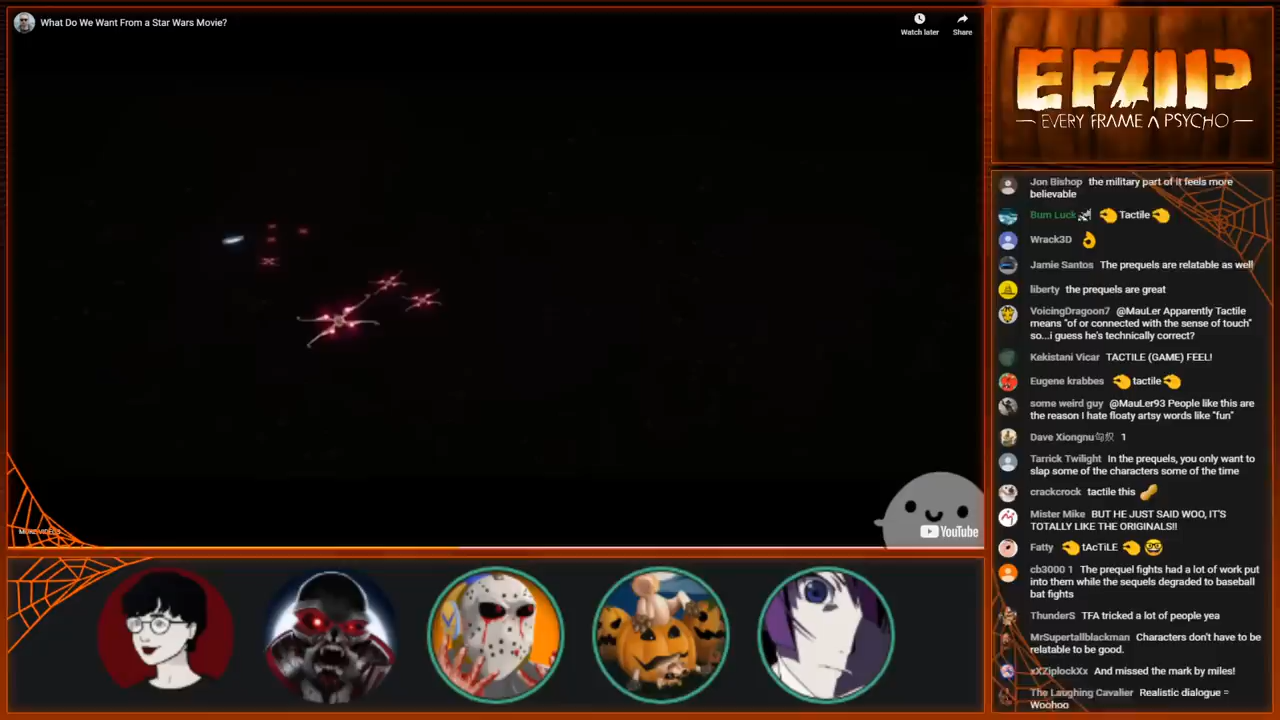 What Do We Want From a Star Wars Movie?
Watch later
Share
YouTube
EFAP
— EVERY FRAME A PSYCHO —
Jon Bishop the military part of it feels more
believable
Bum Luck Tactile
Wrack3D
Jamie Santos The prequels are relatable as well
liberty the prequels are great
VoicingDragoon7 @MauLer Apparently Tactile
means "of or connected with the sense of touch"
so...i guess he's technically correct?
Kekistani Vicar TACTILE (GAME) FEEL!
Eugene krabbes tactile
some weird guy @MauLer93 People like this are
the reason I hate floaty artsy words like "fun"
Dave Xiongnu 1
Tarrick Twilight In the prequels, you only want to
slap some of the characters some of the time
crackcrock tactile this
Mister Mike BUT HE JUST SAID WOO, IT'S
TOTALLY LIKE THE ORIGINALS!!
Fatty tAcTiLE
cb3000 1 The prequel fights had a lot of work put
into them while the sequels degraded to baseball
bat fights
ThunderS TFA tricked a lot of people yea
MrSupertallblackman Characters don't have to be
relatable to be good.
xXZiplockXx And missed the mark by miles!
The Laughing Cavalier Realistic dialogue =
Woohoo